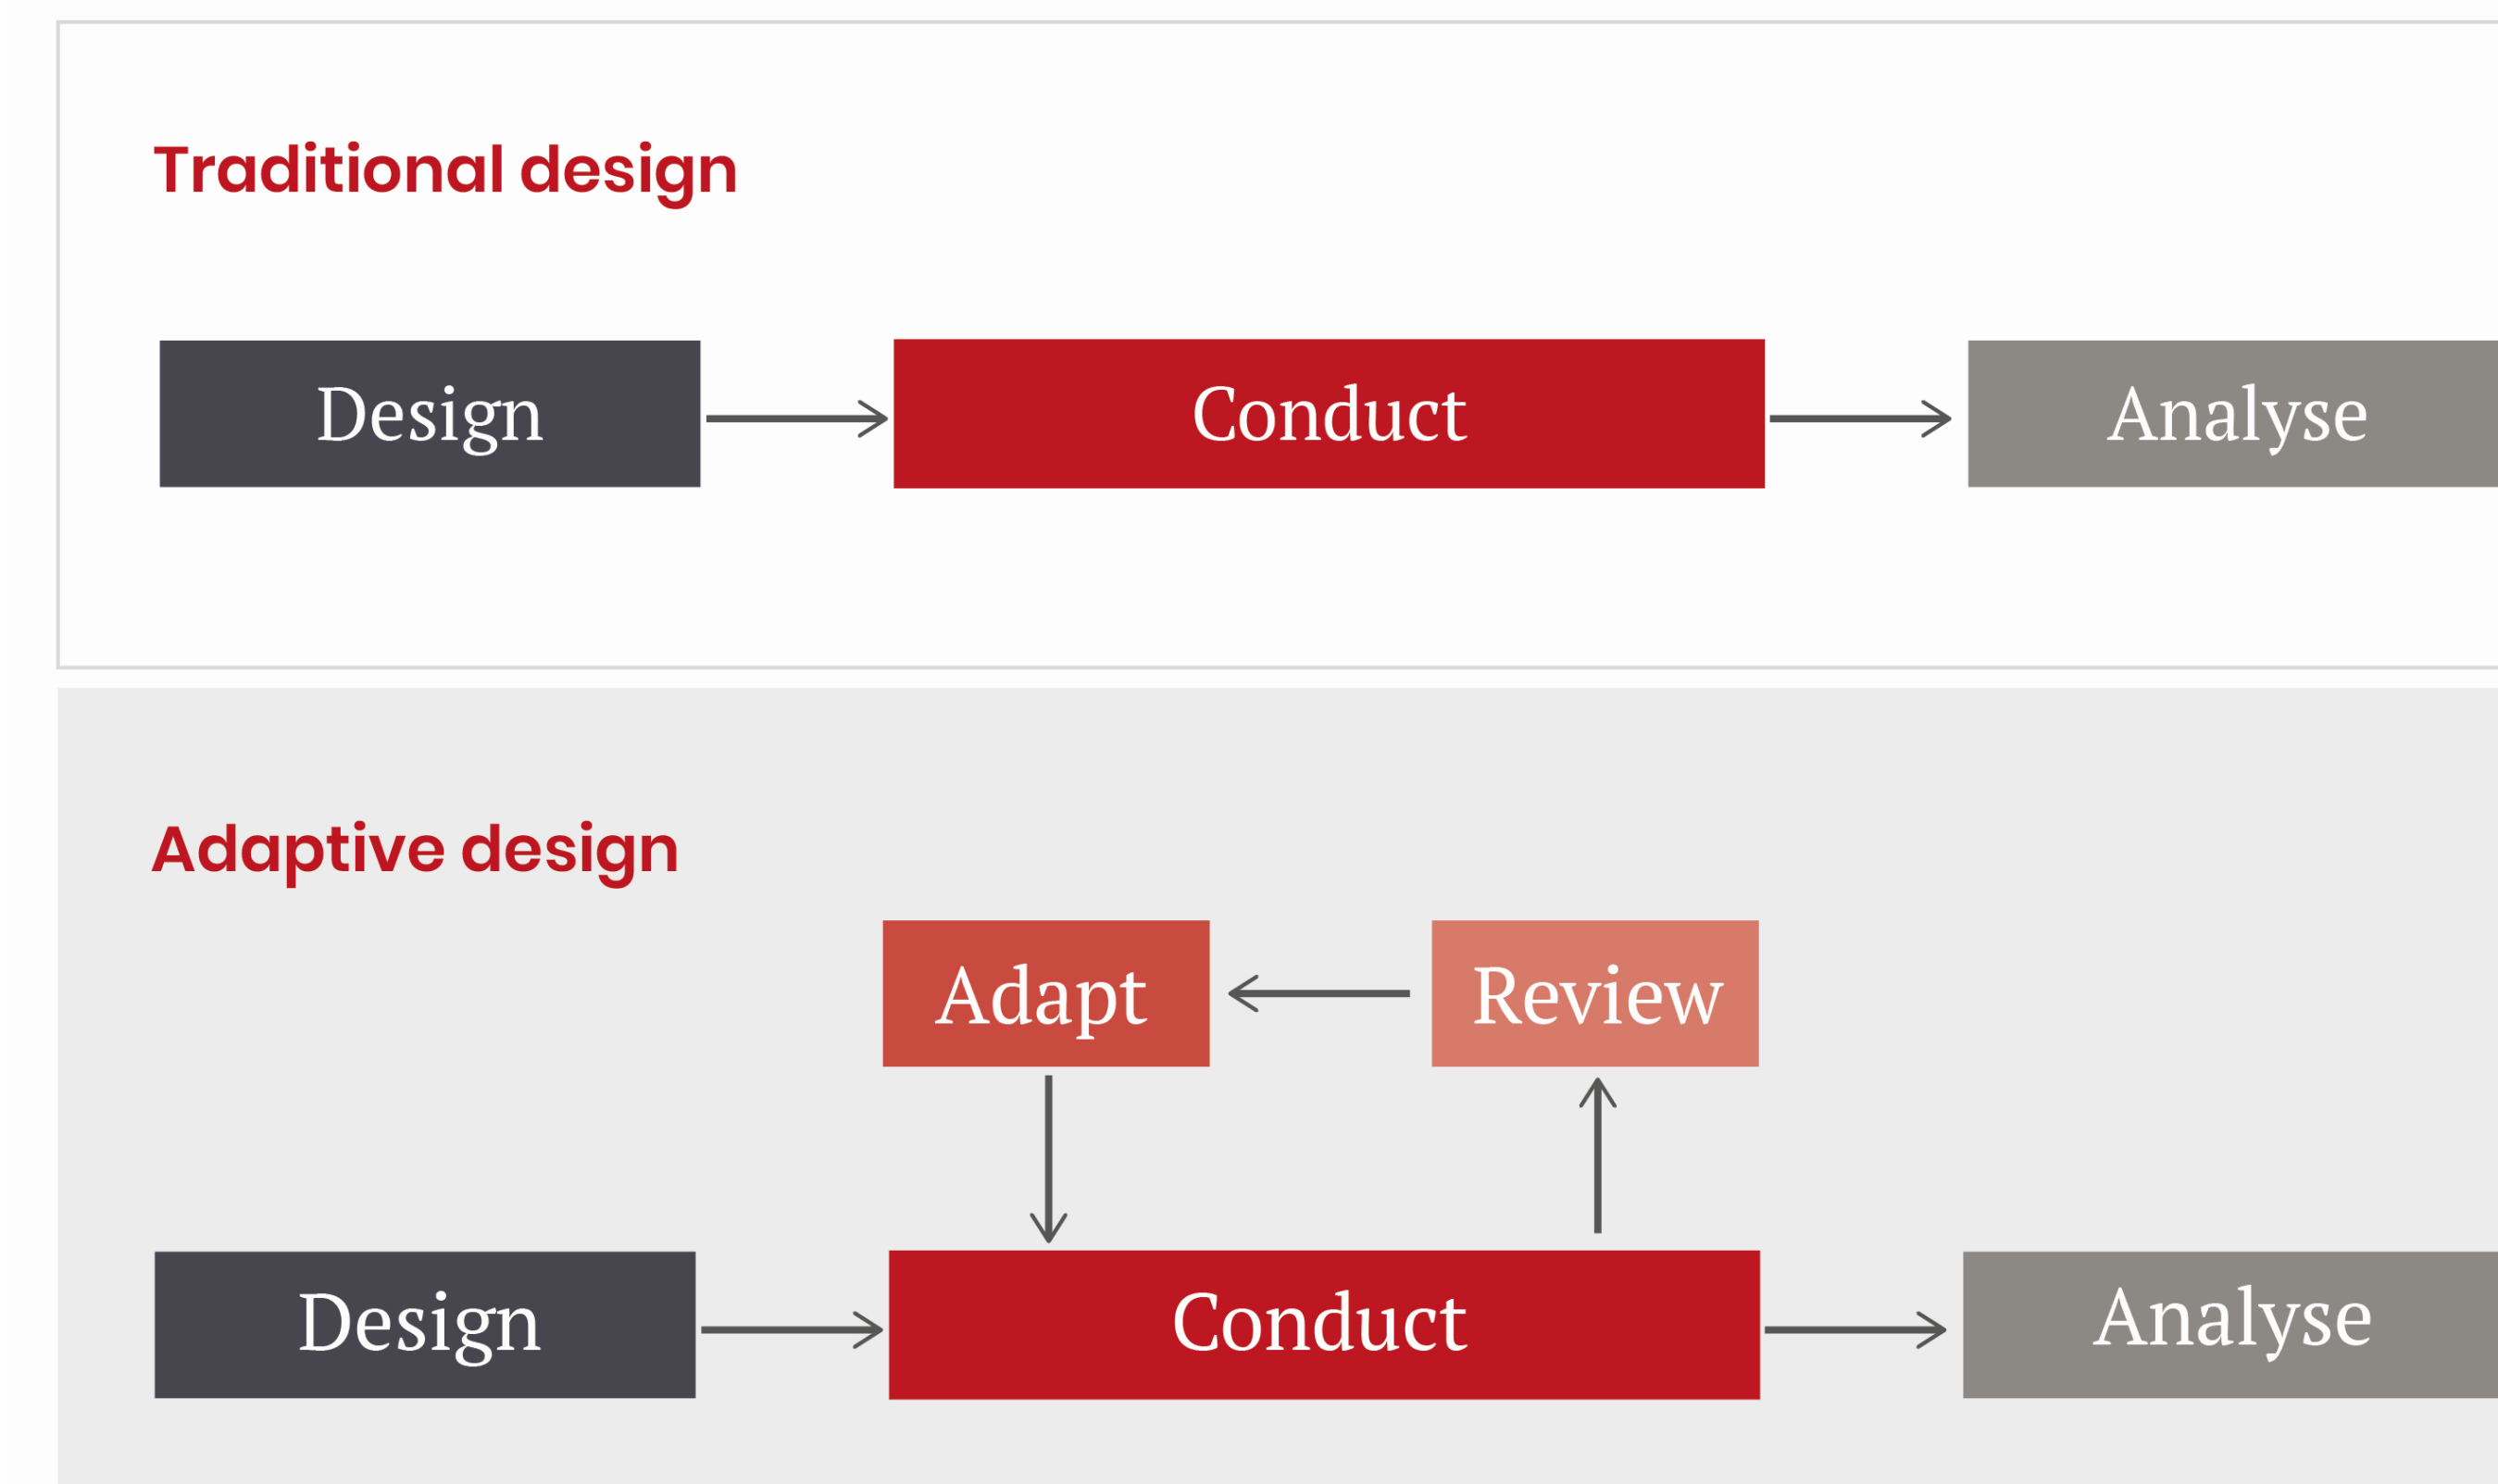 Traditional design
Design
Conduct
Analyse
Adaptive design
Adapt
Review
Design
Conduct
Analyse